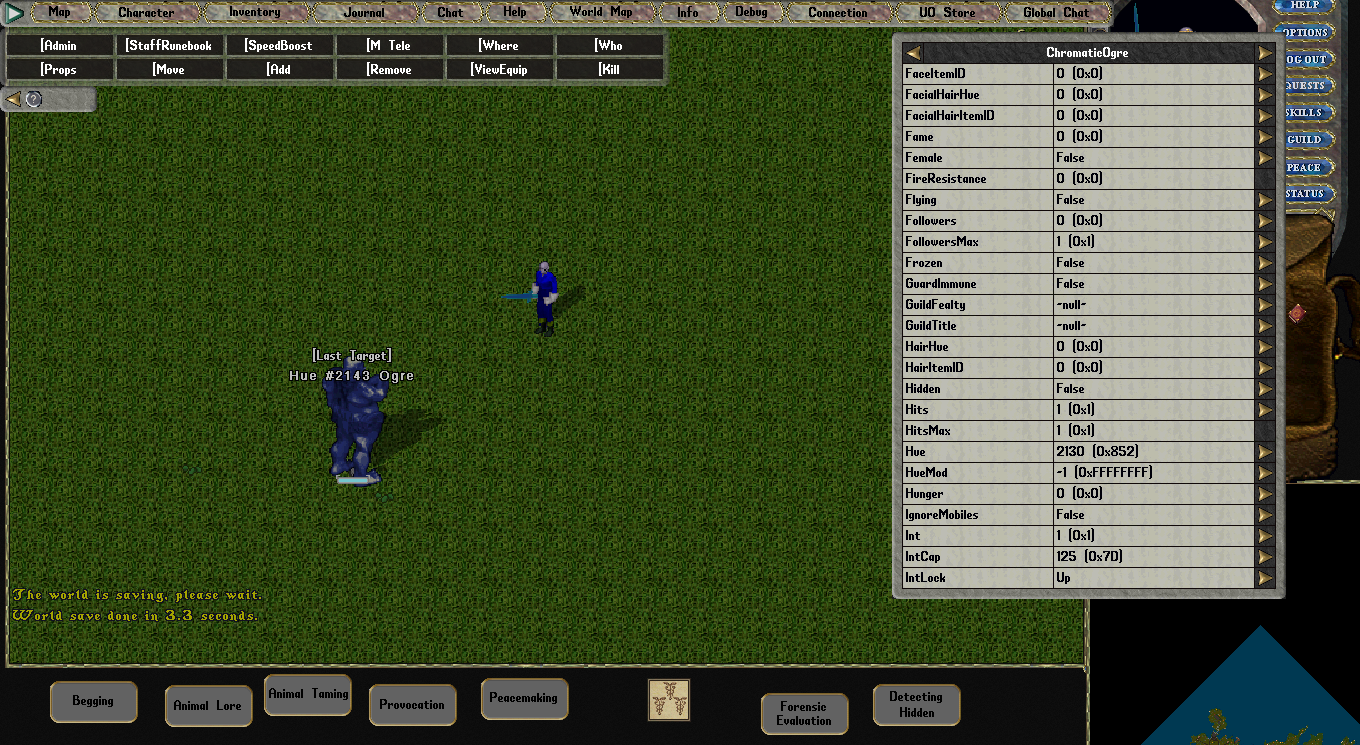 Map Character Inventory Journal Chat Help World Map Info Debug Connection UO Store Global Chat
[Admin [StaffRunebook [SpeedBoost [M Tele [Where [Who
[Props [Move [Add [Remove [ViewEquip [Kill
?
HELP
OPTIONS
OG OUT
QUESTS
SKILLS
GUILD
PEACE
STATUS
ChromaticOgre
FaceItemID 0 (0x0)
FacialHairHue 0 (0x0)
FacialHairItemID 0 (0x0)
Fame 0 (0x0)
Female False
FireResistance 0 (0x0)
Flying False
Followers 0 (0x0)
FollowersMax 1 (0x1)
Frozen False
GuardImmune False
GuildFealty -null-
GuildTitle -null-
HairHue 0 (0x0)
HairItemID 0 (0x0)
Hidden False
Hits 1 (0x1)
HitsMax 1 (0x1)
Hue 2130 (0x852)
HueMod -1 (0xFFFFFFFF)
Hunger 0 (0x0)
IgnoreMobiles False
Int 1 (0x1)
IntCap 125 (0x7D)
IntLock Up
[Last Target]
Hue #2143 Ogre
The world is saving, please wait.
World save done in 3.3 seconds.
Begging
Animal Lore
Animal Taming
Provocation
Peacemaking
Forensic
Evaluation
Detecting
Hidden